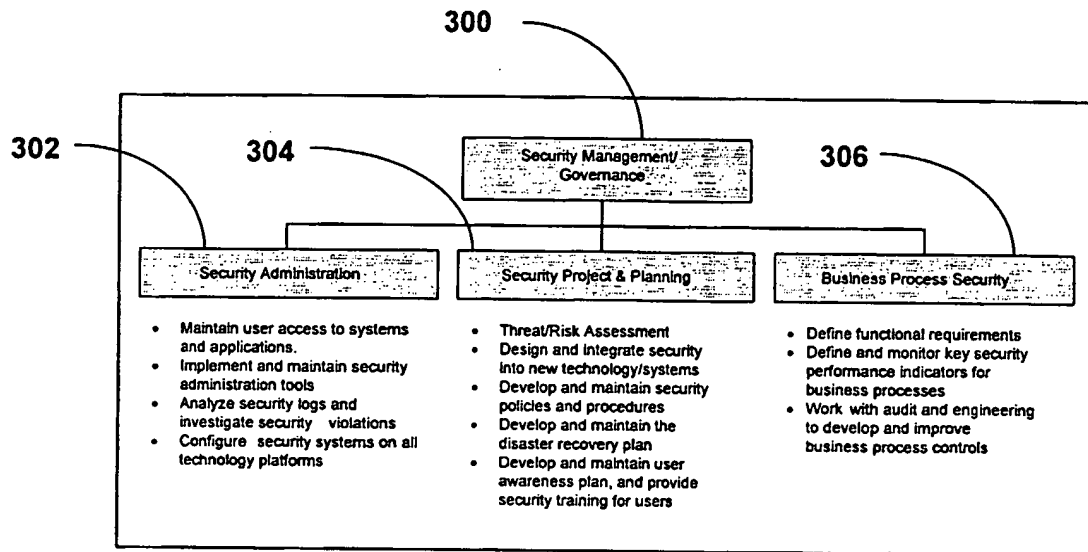 300
302
304
306
Security Management/
Governance
Security Administration
Security Project & Planning
Business Process Security
• Maintain user access to systems
and applications.
• Implement and maintain security
administration tools
• Analyze security logs and
investigate security violations
• Configure security systems on all
technology platforms
• Threat/Risk Assessment
• Design and integrate security
into new technology/systems
• Develop and maintain security
policies and procedures
• Develop and maintain the
disaster recovery plan
• Develop and maintain user
awareness plan, and provide
security training for users
• Define functional requirements
• Define and monitor key security
performance indicators for
business processes
• Work with audit and engineering
to develop and improve
business process controls